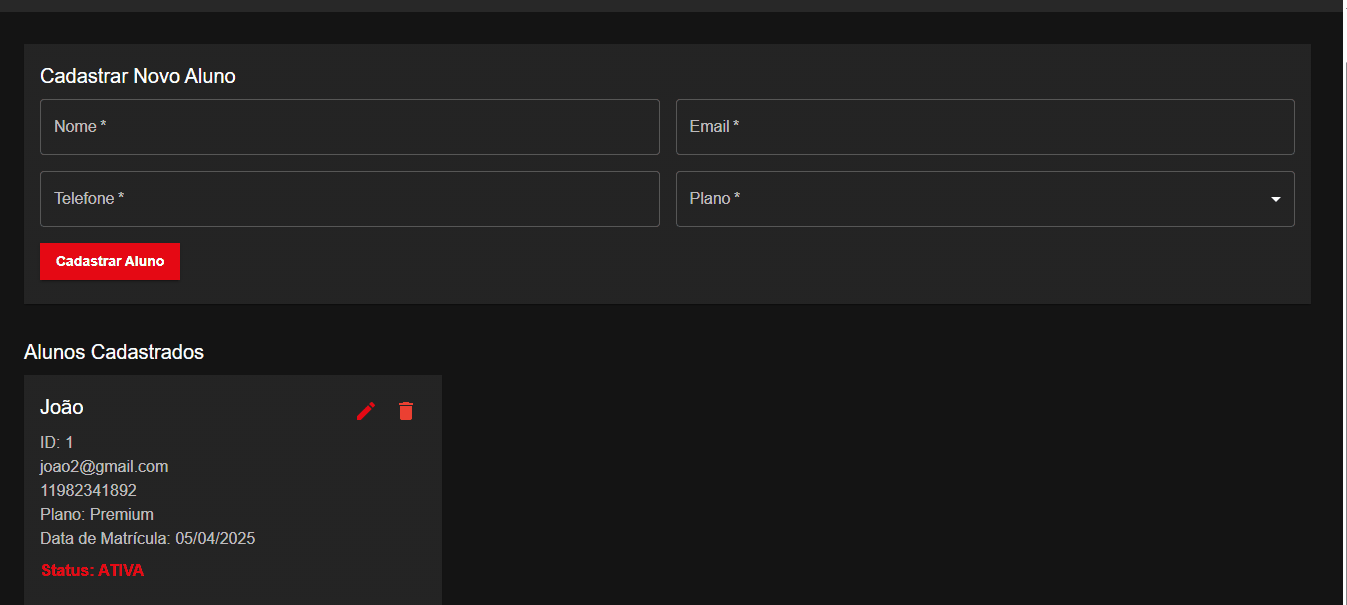 Cadastrar Novo Aluno
Nome *
Email *
Telefone *
Plano *
Cadastrar Aluno
Alunos Cadastrados
João
ID: 1
joao2@gmail.com
11982341892
Plano: Premium
Data de Matrícula: 05/04/2025
Status: ATIVA